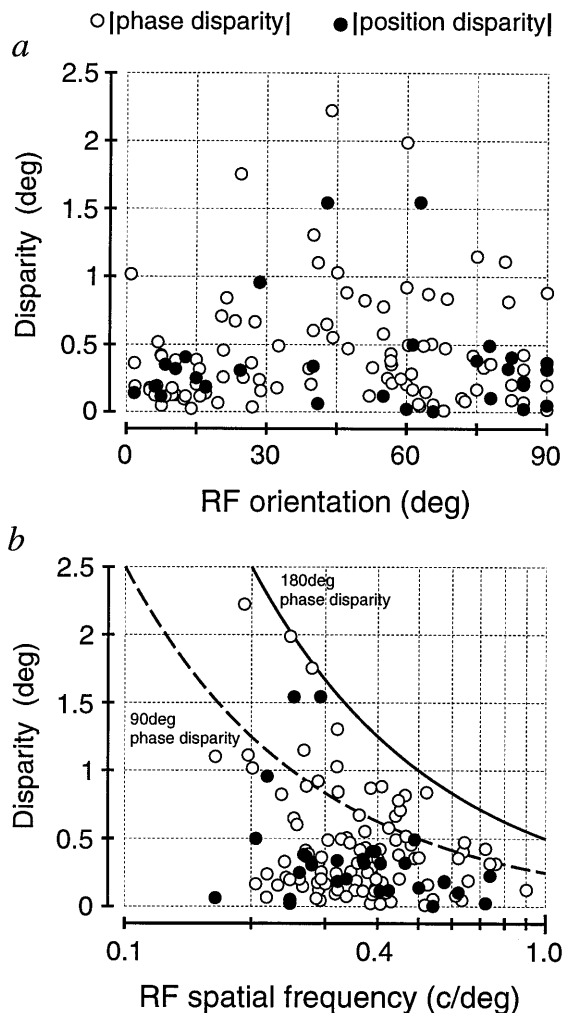 |phase disparity| |position disparity|
a
2.5
2
1.5
1
0.5
0
Disparity (deg)
0 30 60 90
RF orientation (deg)
b
2.5
2
1.5
1
0.5
0
Disparity (deg)
180deg
phase disparity
90deg
phase disparity
0.1 0.4 1.0
RF spatial frequency (c/deg)